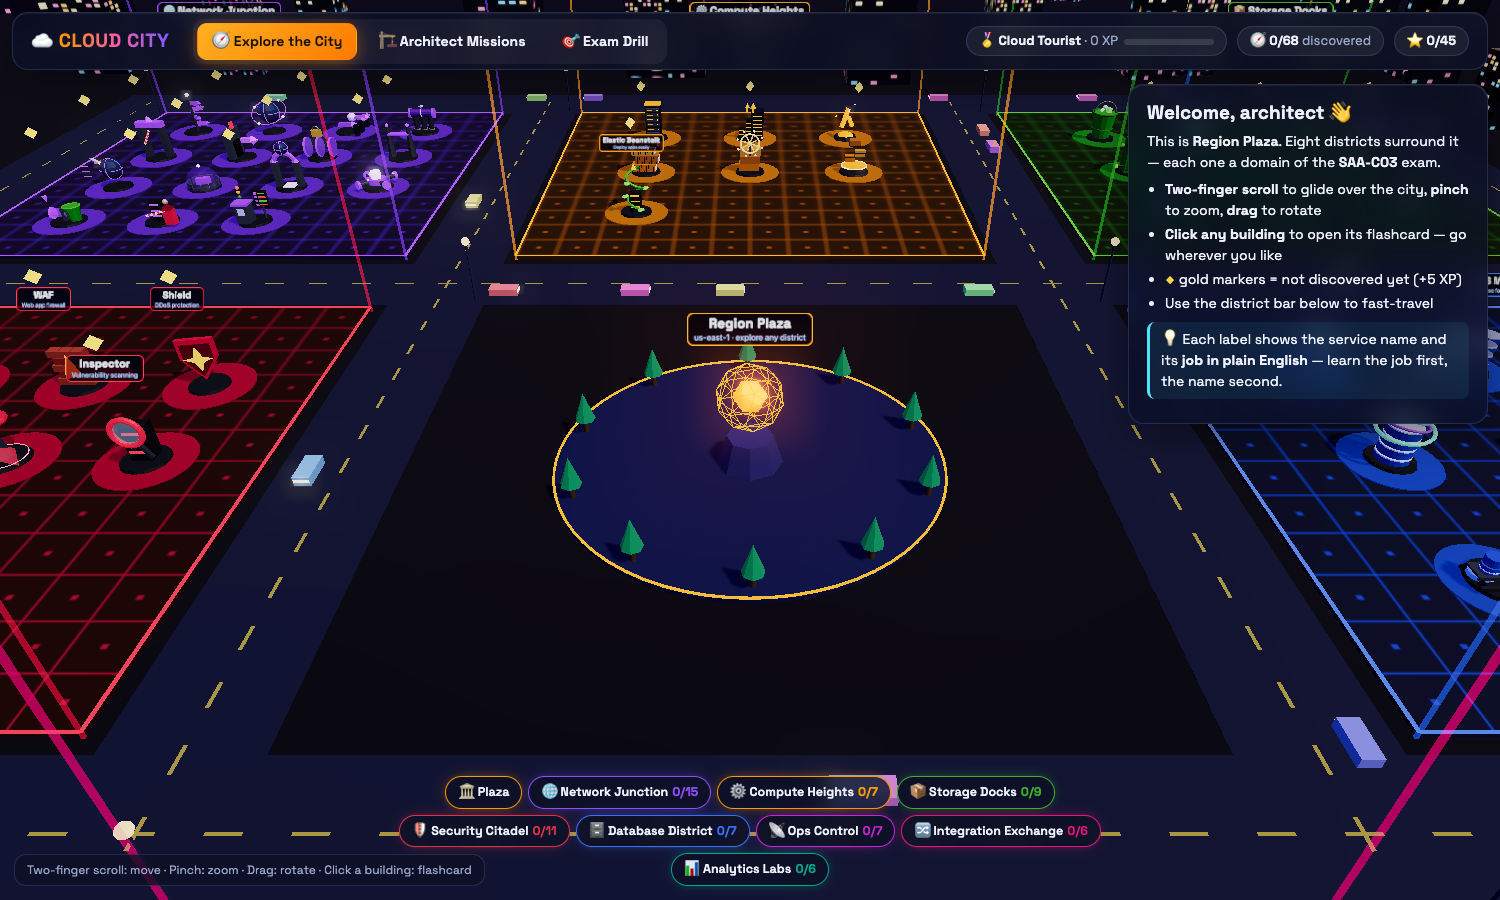 Network Junction
Compute Heights
Storage Docks
☁️ CLOUD CITY
🧭 Explore the City
🏗️ Architect Missions
🎯 Exam Drill
🏅 Cloud Tourist · 0 XP
🧭 0/68 discovered
⭐ 0/45
Welcome, architect 👋
This is Region Plaza. Eight districts surround it
— each one a domain of the SAA-C03 exam.
• Two-finger scroll to glide over the city, pinch
to zoom, drag to rotate
• Click any building to open its flashcard — go
wherever you like
• 🔸 gold markers = not discovered yet (+5 XP)
• Use the district bar below to fast-travel
💡 Each label shows the service name and
its job in plain English — learn the job first,
the name second.
Elastic Beanstalk
Deploy apps easily
WAF
Web app firewall
Shield
DDoS protection
Inspector
Vulnerability scanning
Region Plaza
us-east-1 · explore any district
🏛️ Plaza
🌐 Network Junction 0/15
⚙️ Compute Heights 0/7
📦 Storage Docks 0/9
🛡️ Security Citadel 0/11
🗄️ Database District 0/7
📡 Ops Control 0/7
🔀 Integration Exchange 0/6
📊 Analytics Labs 0/6
Two-finger scroll: move · Pinch: zoom · Drag: rotate · Click a building: flashcard